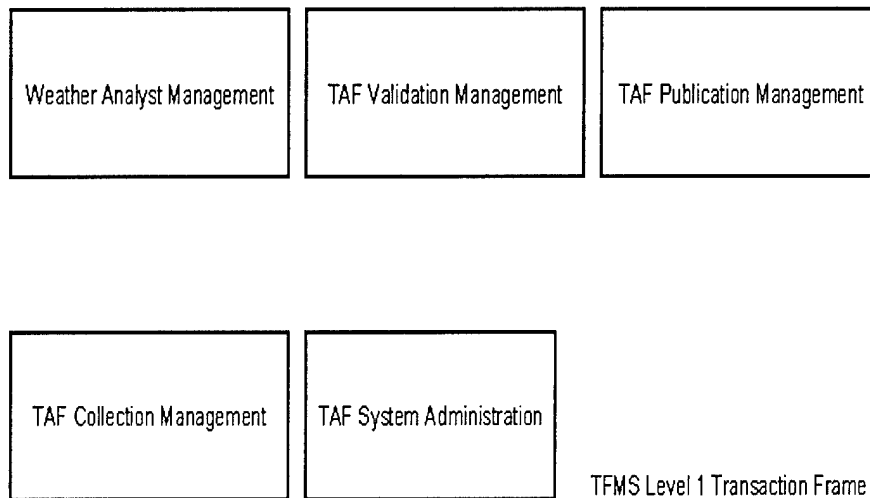 Weather Analyst Management
TAF Validation Management
TAF Publication Management
TAF Collection Management
TAF System Administration
TFMS Level 1 Transaction Frame